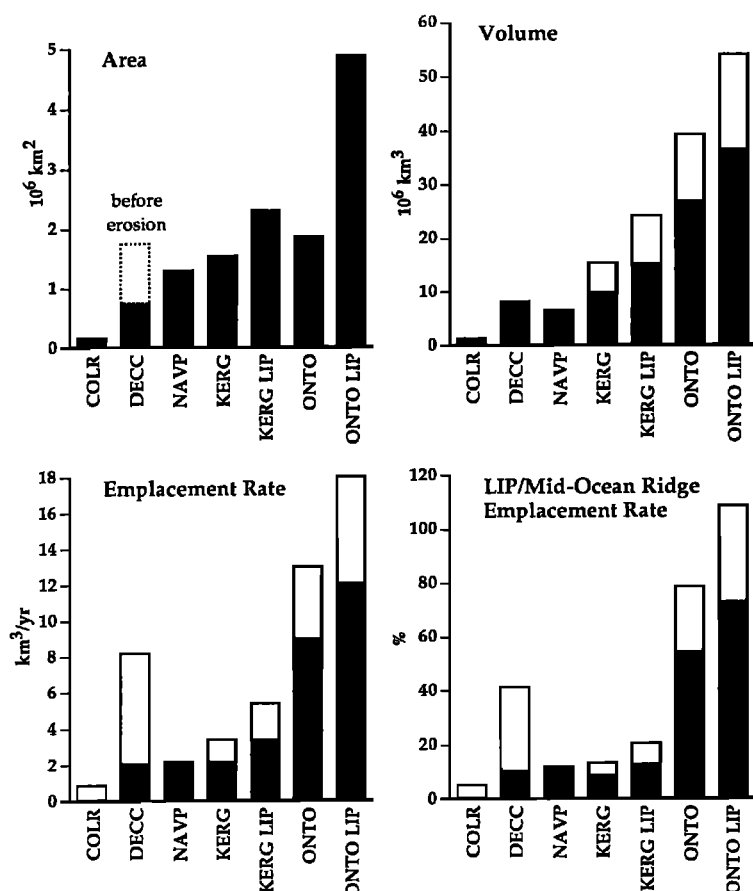 Area
10⁶ km²
5
4
3
2
1
0
before
erosion
COLR
DECC
NAVP
KERG
KERG LIP
ONTO
ONTO LIP
Volume
10⁶ km³
60
50
40
30
20
10
0
COLR
DECC
NAVP
KERG
KERG LIP
ONTO
ONTO LIP
Emplacement Rate
km³/yr
18
16
14
12
10
8
6
4
2
0
COLR
DECC
NAVP
KERG
KERG LIP
ONTO
ONTO LIP
LIP/Mid-Ocean Ridge
Emplacement Rate
%
120
100
80
60
40
20
0
COLR
DECC
NAVP
KERG
KERG LIP
ONTO
ONTO LIP